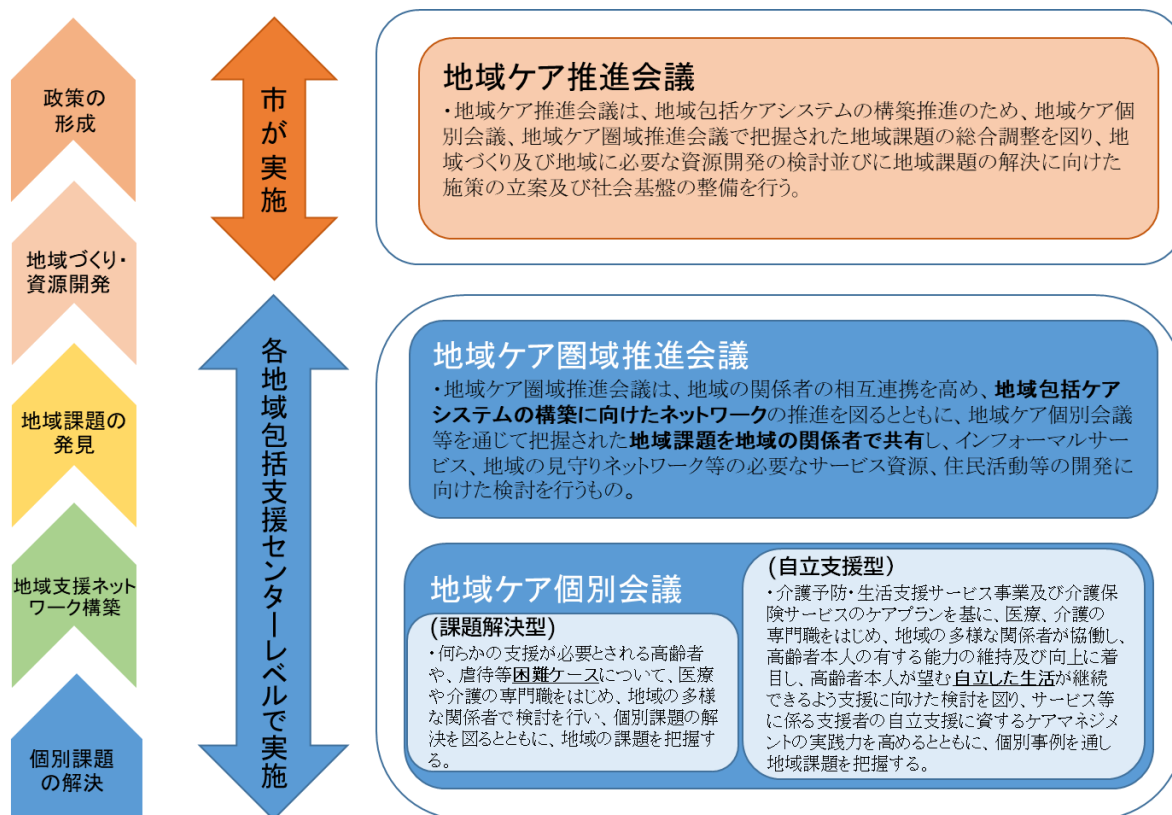 政策の
形成
地域づくり・
資源開発
地域課題の
発見
地域支援ネット
ワーク構築
個別課題
の解決
市が実施
各地域包括支援センターレベルで実施
地域ケア推進会議
・地域ケア推進会議は、地域包括ケアシステムの構築推進のため、地域ケア個
別会議、地域ケア圏域推進会議で把握された地域課題の総合調整を図り、地
域づくり及び地域に必要な資源開発の検討並びに地域課題の解決に向けた
施策の立案及び社会基盤の整備を行う。
地域ケア圏域推進会議
・地域ケア圏域推進会議は、地域の関係者の相互連携を高め、地域包括ケア
システムの構築に向けたネットワークの推進を図るとともに、地域ケア個別会議
等を通じて把握された地域課題を地域の関係者で共有し、インフォーマルサー
ビス、地域の見守りネットワーク等の必要なサービス資源、住民活動等の開発に
向けた検討を行うもの。
地域ケア個別会議
(課題解決型)
・何らかの支援が必要とされる高齢者
や、虐待等困難ケースについて、医療
や介護の専門職をはじめ、地域の多様
な関係者で検討を行い、個別課題の解
決を図るとともに、地域の課題を把握す
る。
(自立支援型)
・介護予防・生活支援サービス事業及び介護保
険サービスのケアプランを基に、医療、介護の
専門職をはじめ、地域の多様な関係者が協働し、
高齢者本人の有する能力の維持及び向上に着
目し、高齢者本人が望む自立した生活が継続
できるよう支援に向けた検討を図り、サービス等
に係る支援者の自立支援に資するケアマネジメ
ントの実践力を高めるとともに、個別事例を通し
地域課題を把握する。